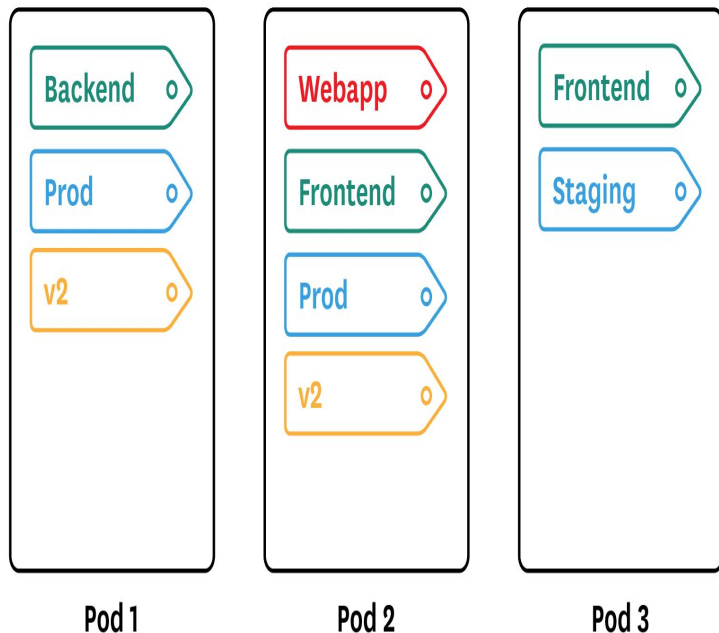 Backend
Prod
v2
Pod 1
Webapp
Frontend
Prod
v2
Pod 2
Frontend
Staging
Pod 3